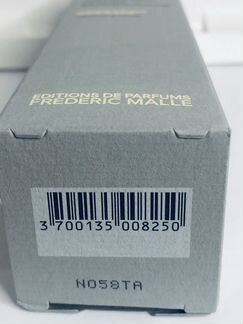 EDITIONS DE PARFUMS
FREDERIC MALLE
3 700135 008250
N058TA